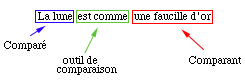 La lune est comme une faucille d'or
Comparé
outil de
comparaison
Comparant